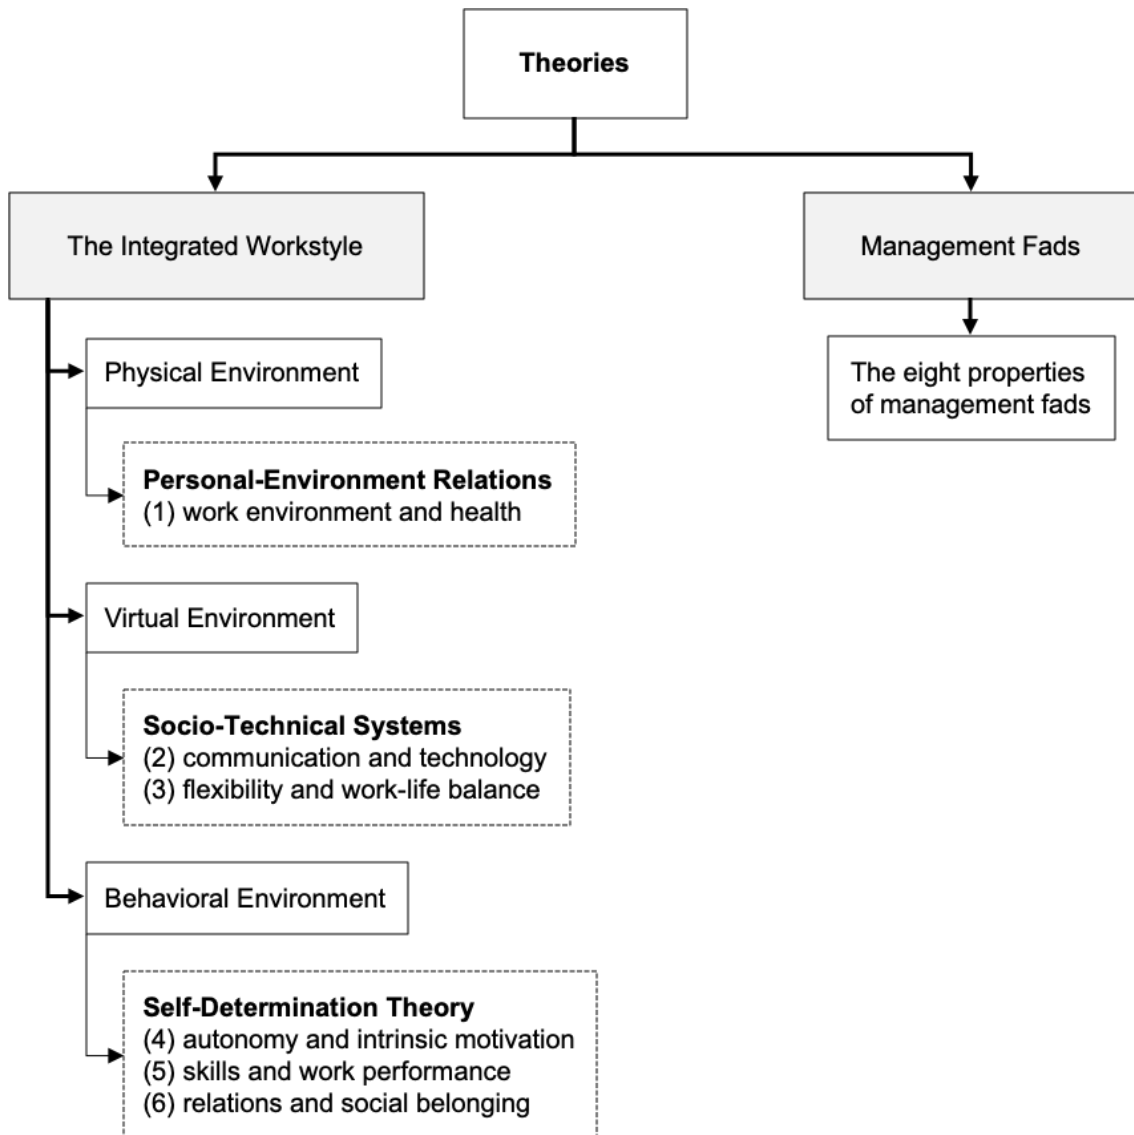 Theories
The Integrated Workstyle
Management Fads
Physical Environment
The eight properties
of management fads
Personal-Environment Relations
(1) work environment and health
Virtual Environment
Socio-Technical Systems
(2) communication and technology
(3) flexibility and work-life balance
Behavioral Environment
Self-Determination Theory
(4) autonomy and intrinsic motivation
(5) skills and work performance
(6) relations and social belonging